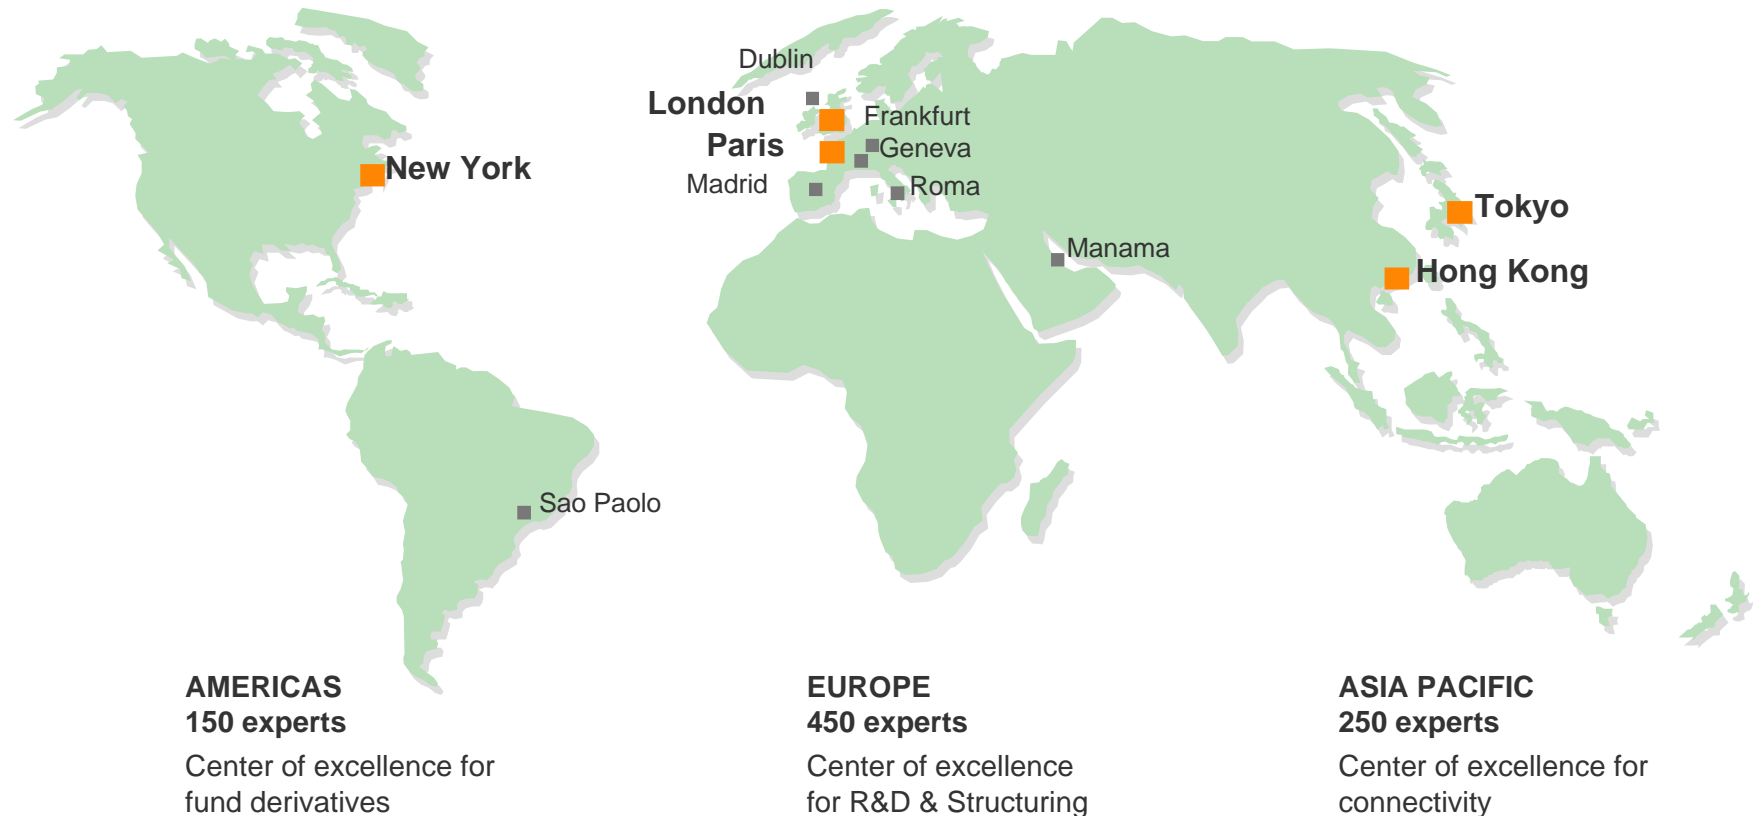 Dublin
London
Frankfurt
Paris
Geneva
New York
Madrid
Roma
Tokyo
Manama
Hong Kong
Sao Paolo
AMERICAS
150 experts
Center of excellence for
fund derivatives
EUROPE
450 experts
Center of excellence
for R&D & Structuring
ASIA PACIFIC
250 experts
Center of excellence for
connectivity